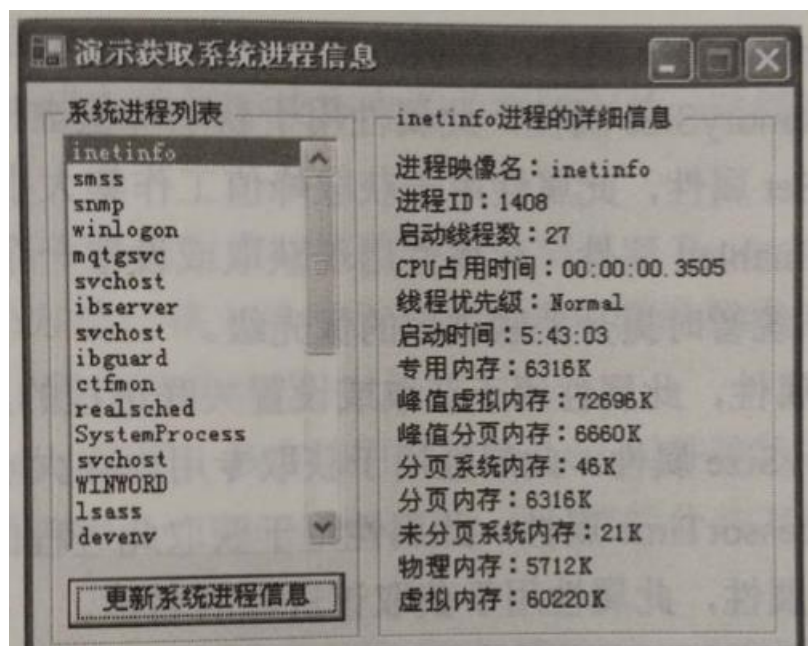 演示获取系统进程信息
系统进程列表
inetinfo
smss
snmp
winlogon
mqtgsvc
svchost
ibserver
svchost
ibguard
ctfmon
realsched
SystemProcess
svchost
WINWORD
lsass
devenv
更新系统进程信息
inetinfo进程的详细信息
进程映像名：inetinfo
进程ID：1408
启动线程数：27
CPU占用时间：00:00:00.3505
线程优先级：Normal
启动时间：5:43:03
专用内存：6316K
峰值虚拟内存：72696K
峰值分页内存：6660K
分页系统内存：46K
分页内存：6316K
未分页系统内存：21K
物理内存：5712K
虚拟内存：60220K